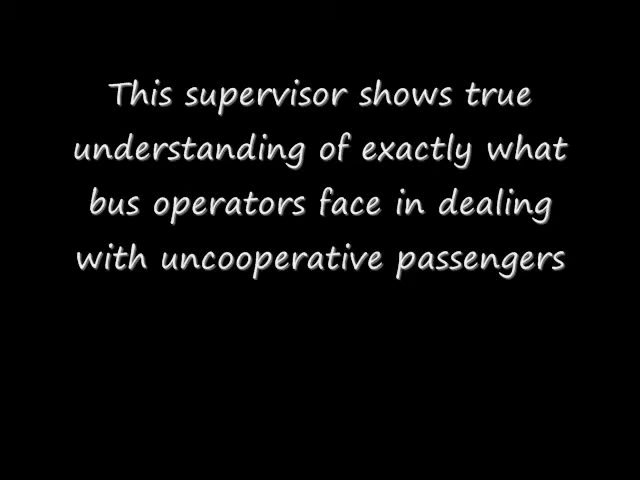 This supervisor shows true
understanding of exactly what
bus operators face in dealing
with uncooperative passengers